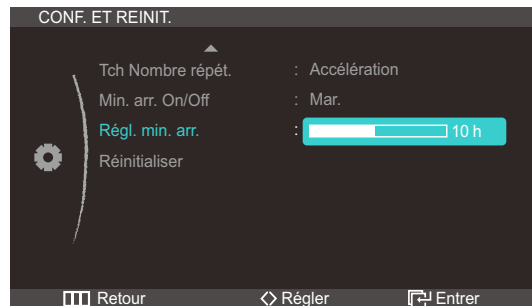 CONF. ET REINIT.
Tch Nombre répét. : Accélération
Min. arr. On/Off : Mar.
Régl. min. arr. : 10 h
Réinitialiser
Retour Régler Entrer